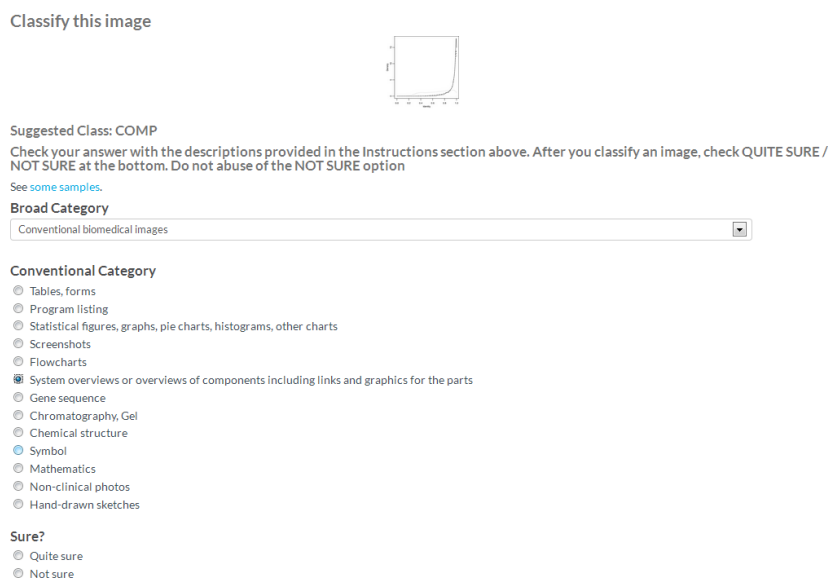 Classify this image
Suggested Class: COMP
Check your answer with the descriptions provided in the Instructions section above. After you classify an image, check QUITE SURE /
NOT SURE at the bottom. Do not abuse of the NOT SURE option
See some samples.
Broad Category
Conventional biomedical images
Conventional Category
Tables, forms
Program listing
Statistical figures, graphs, pie charts, histograms, other charts
Screenshots
Flowcharts
System overviews or overviews of components including links and graphics for the parts
Gene sequence
Chromatography, Gel
Chemical structure
Symbol
Mathematics
Non-clinical photos
Hand-drawn sketches
Sure?
Quite sure
Not sure